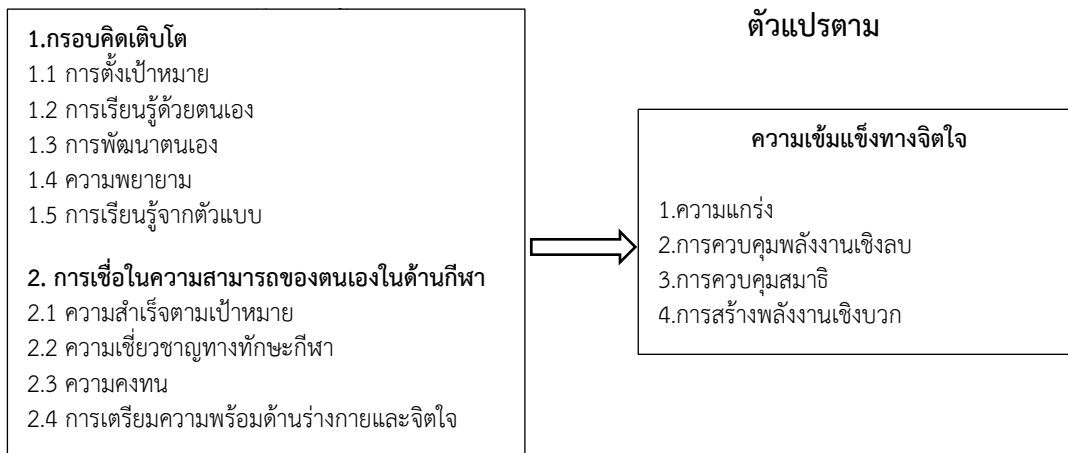 1.กรอบคิดเติบโต
1.1 การตั้งเป้าหมาย
1.2 การเรียนรู้ด้วยตนเอง
1.3 การพัฒนาตนเอง
1.4 ความพยายาม
1.5 การเรียนรู้จากตัวแบบ
2. การเชื่อในความสามารถของตนเองในด้านกีฬา
2.1 ความสำเร็จตามเป้าหมาย
2.2 ความเชี่ยวชาญทางทักษะกีฬา
2.3 ความคงทน
2.4 การเตรียมความพร้อมด้านร่างกายและจิตใจ
ตัวแปรตาม
ความเข้มแข็งทางจิตใจ
1.ความแกร่ง
2.การควบคุมพลังงานเชิงลบ
3.การควบคุมสมาธิ
4.การสร้างพลังงานเชิงบวก